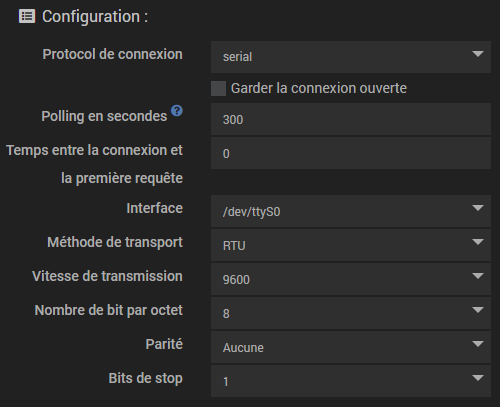 Configuration :
Protocol de connexion serial
Garder la connexion ouverte
Polling en secondes ? 300
Temps entre la connexion et 0
la première requête
Interface /dev/ttyS0
Méthode de transport RTU
Vitesse de transmission 9600
Nombre de bit par octet 8
Parité Aucune
Bits de stop 1